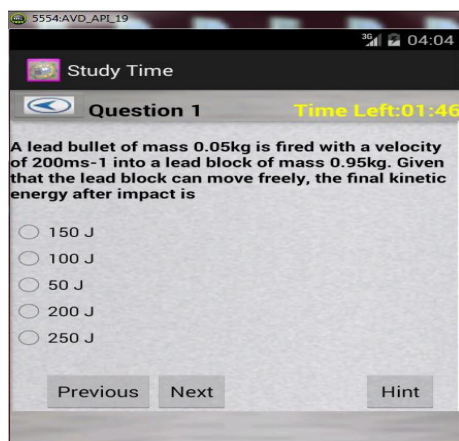 5554:AVD_API_19
3G 04:04
Study Time
Question 1 Time Left:01:46
A lead bullet of mass 0.05kg is fired with a velocity
of 200ms-1 into a lead block of mass 0.95kg. Given
that the lead block can move freely, the final kinetic
energy after impact is
150 J
100 J
50 J
200 J
250 J
Previous Next Hint